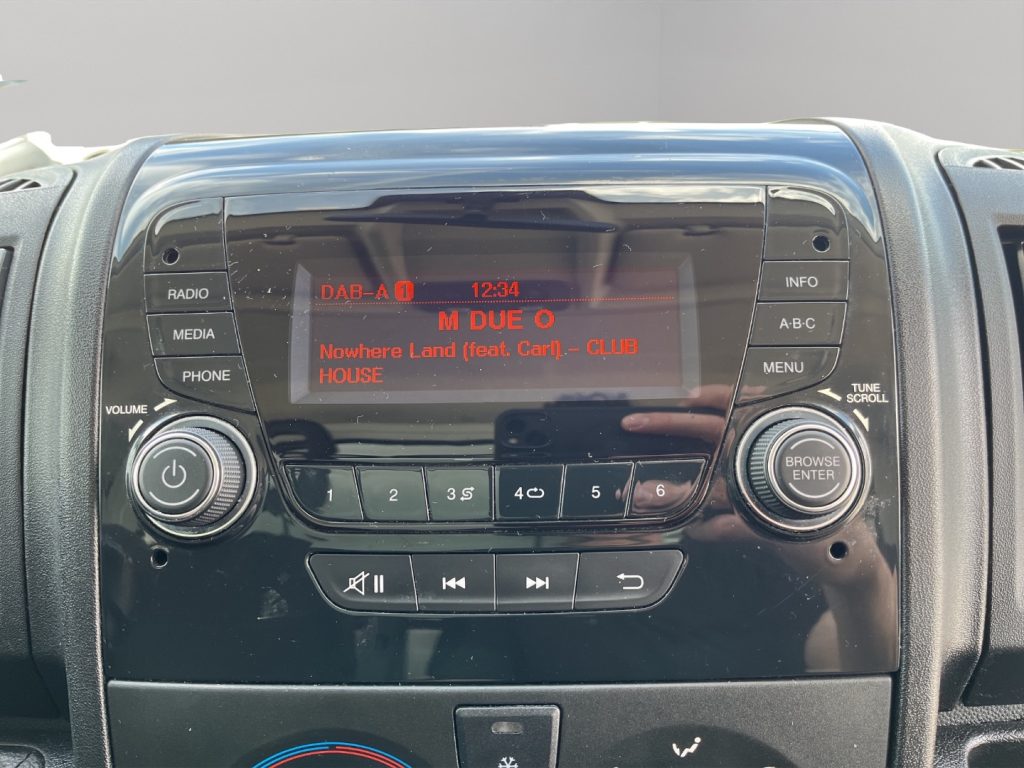 DAB-A 1 12:34
M DUE O
Nowhere Land (feat. Carl) - CLUB
HOUSE
RADIO
MEDIA
PHONE
INFO
A·B·C
MENU
VOLUME
TUNE
SCROLL
BROWSE
ENTER
1 2 3 4 5 6